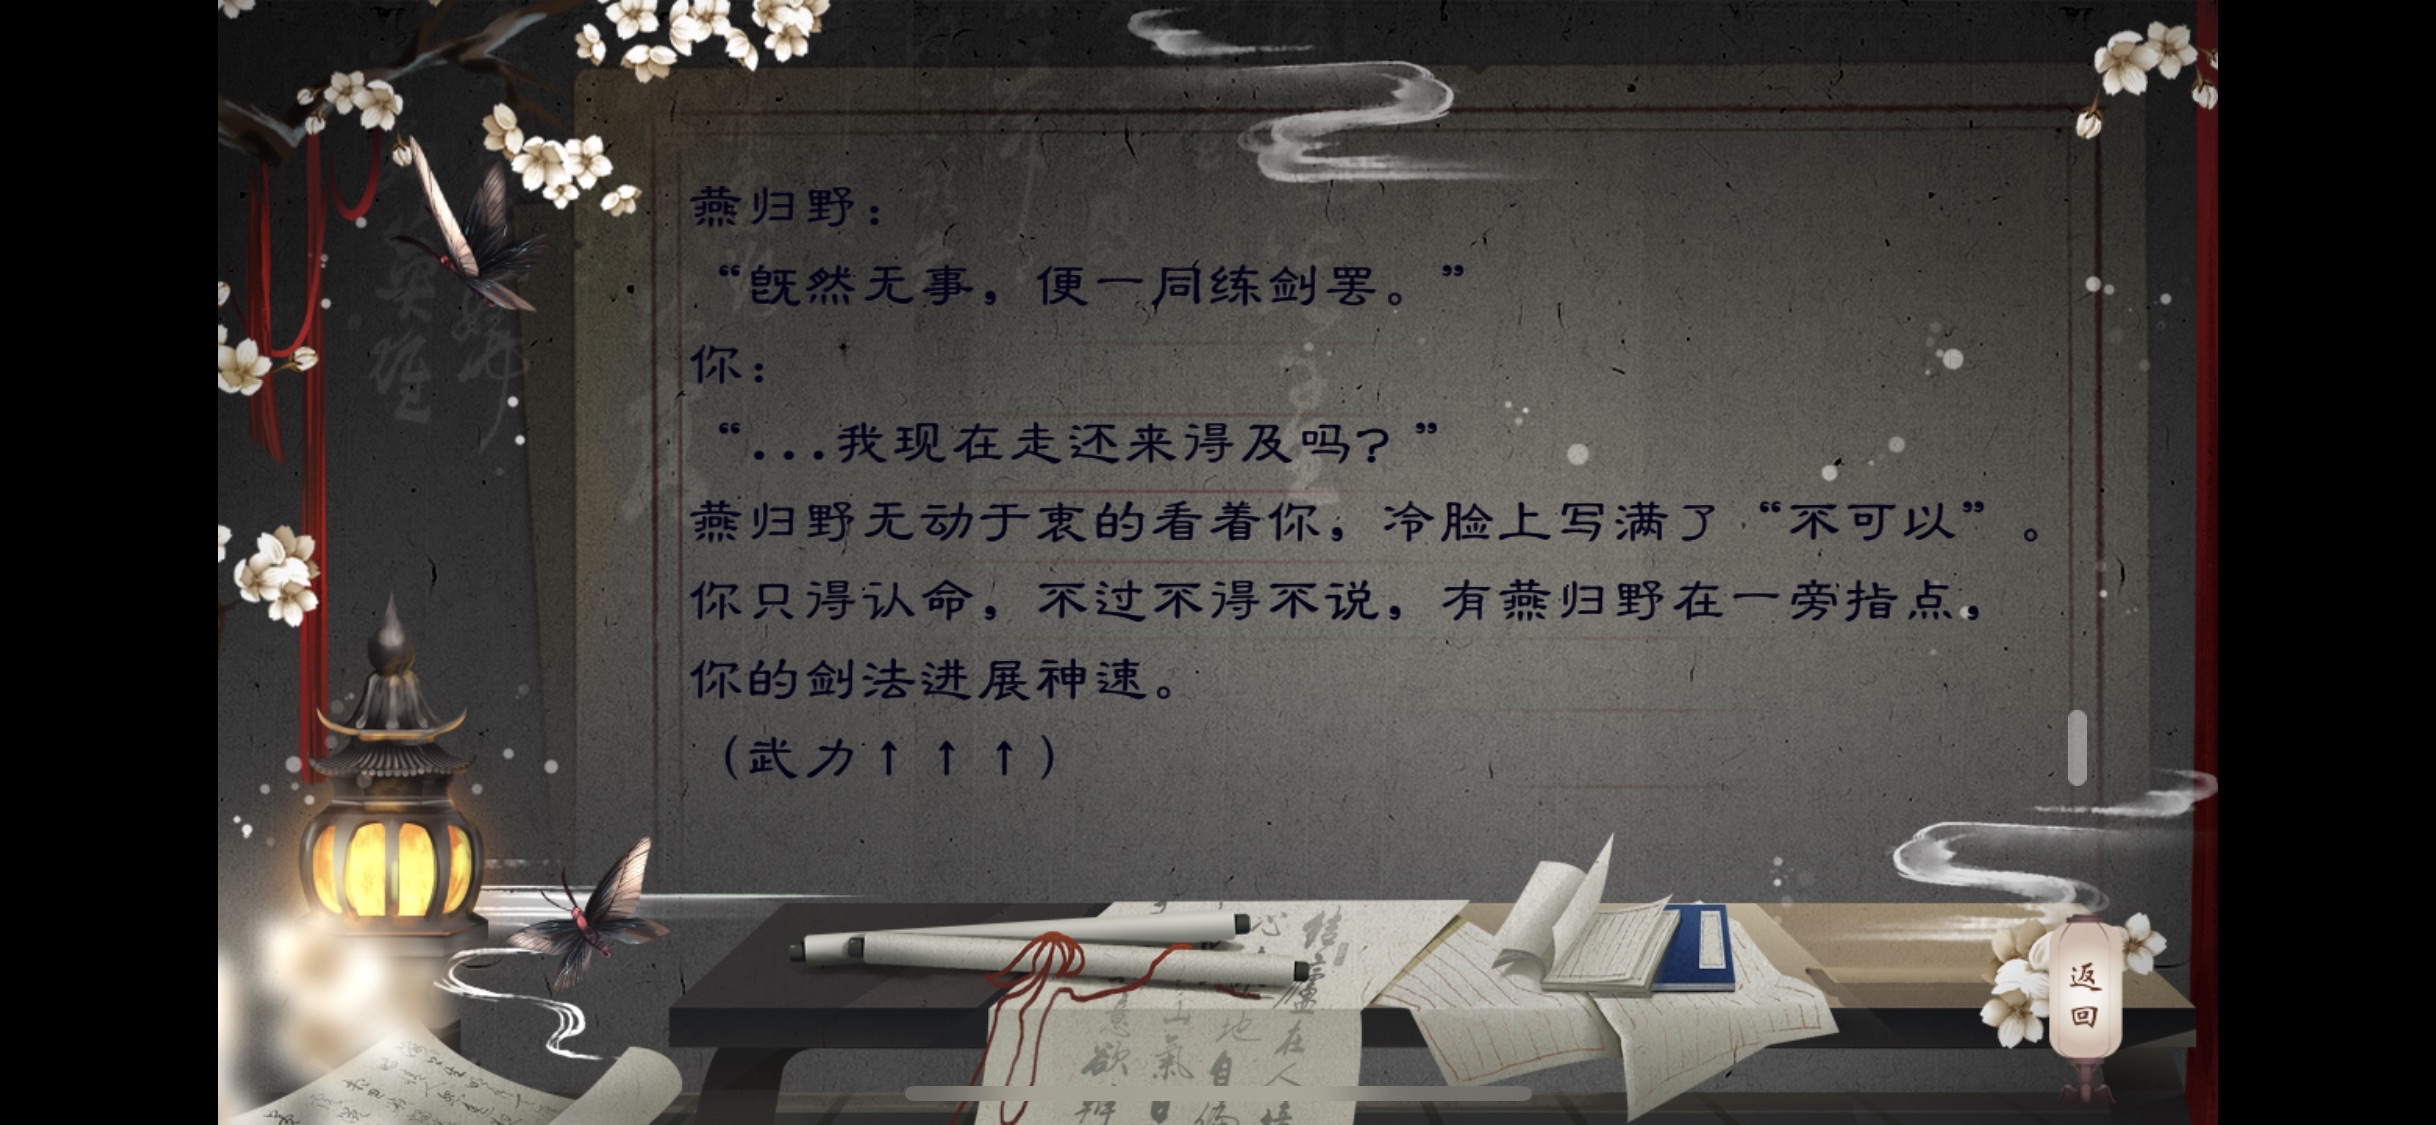 燕归野：
“既然无事，便一同练剑罢。”
你：
“...我现在走还来得及吗？”
燕归野无动于衷的看着你，冷脸上写满了“不可以”。
你只得认命，不过不得不说，有燕归野在一旁指点，
你的剑法进展神速。
（武力↑↑↑）
返回